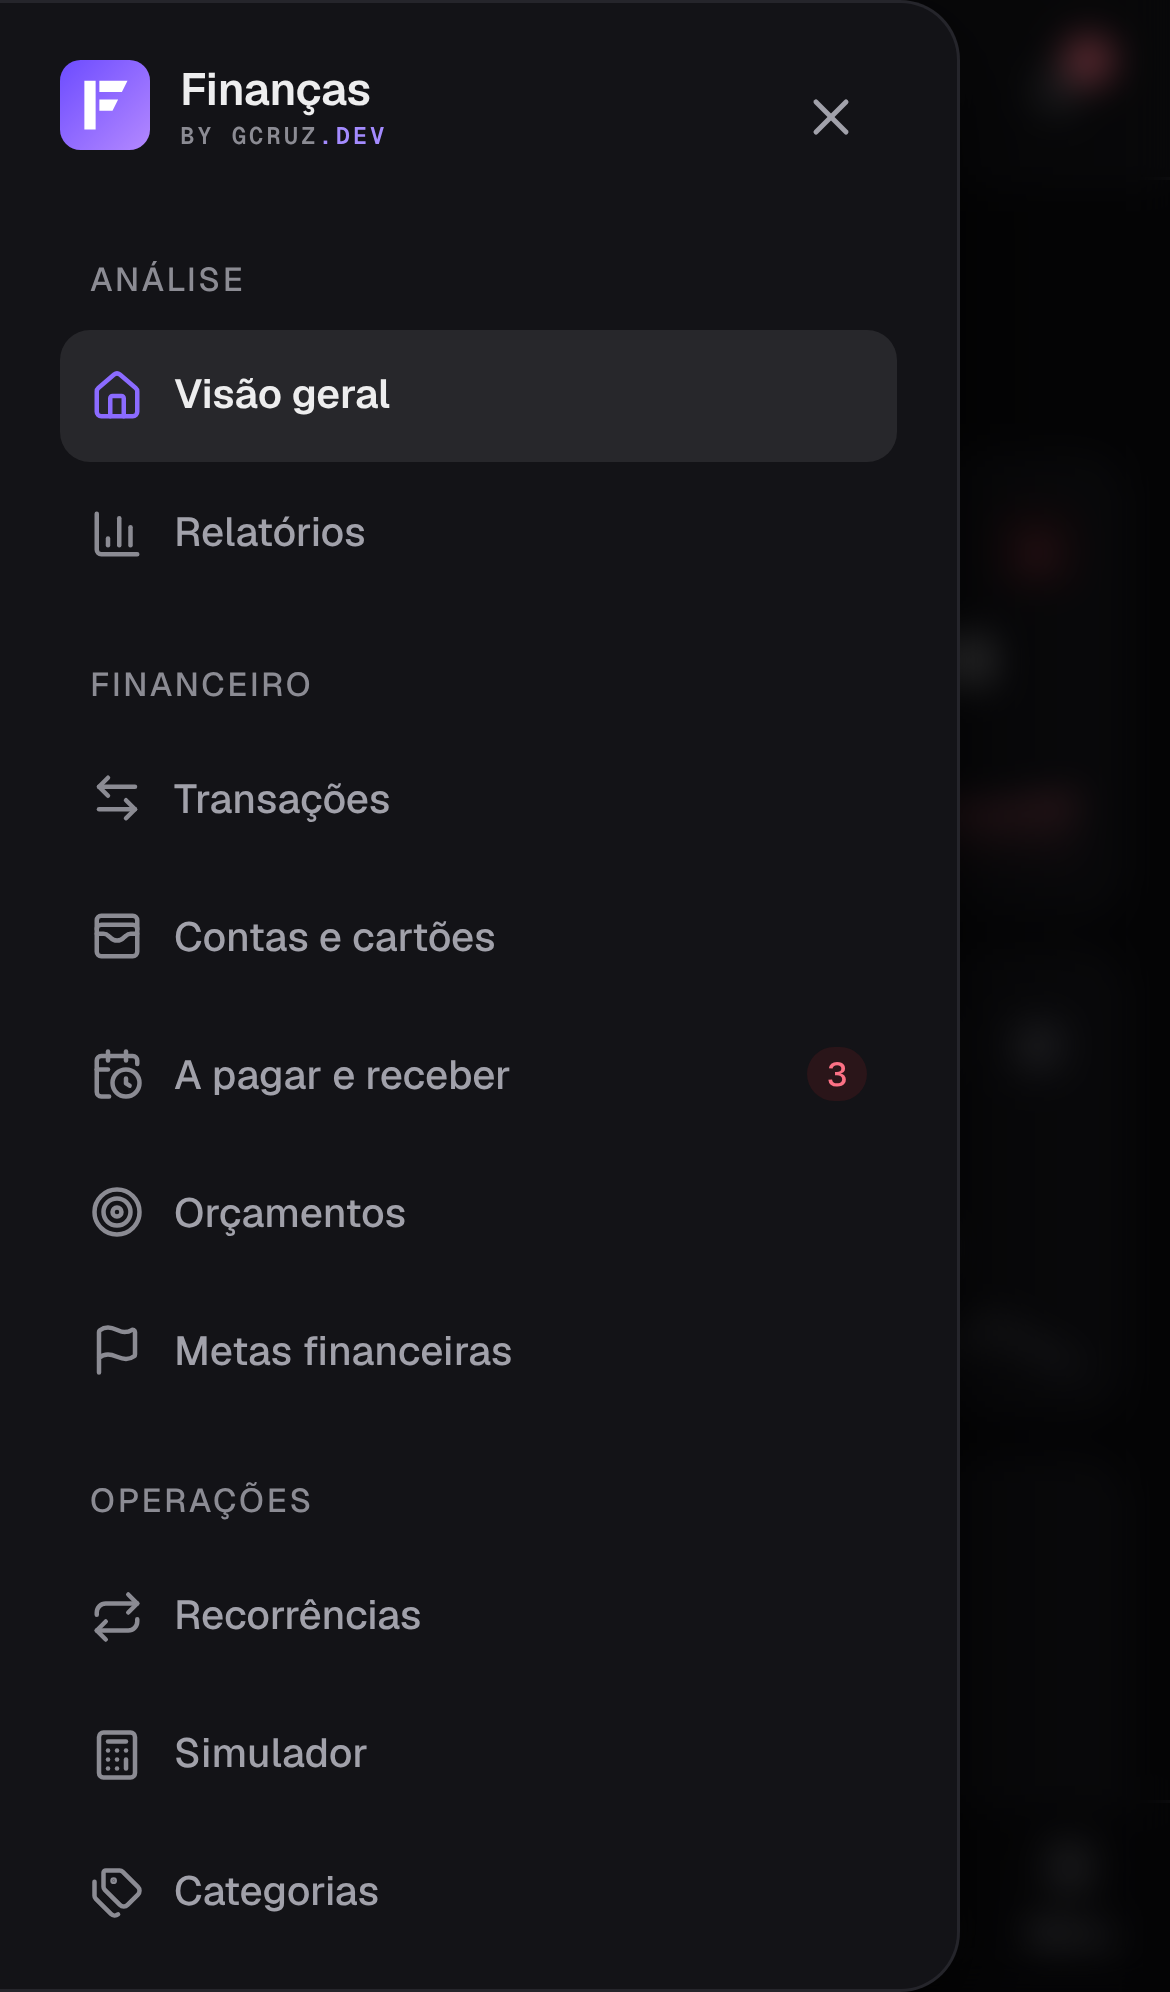 Finanças
BY GCRUZ.DEV
ANÁLISE
Visão geral
Relatórios
FINANCEIRO
Transações
Contas e cartões
A pagar e receber
3
Orçamentos
Metas financeiras
OPERAÇÕES
Recorrências
Simulador
Categorias